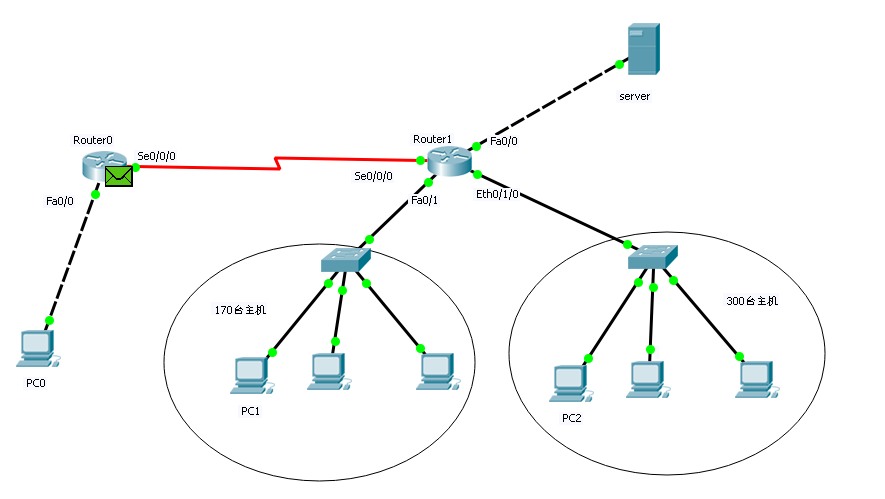 server
Router0
Se0/0/0
Router1
Fa0/0
Se0/0/0
Fa0/0
Fa0/1
Eth0/1/0
170台主机
300台主机
PC0
PC1
PC2